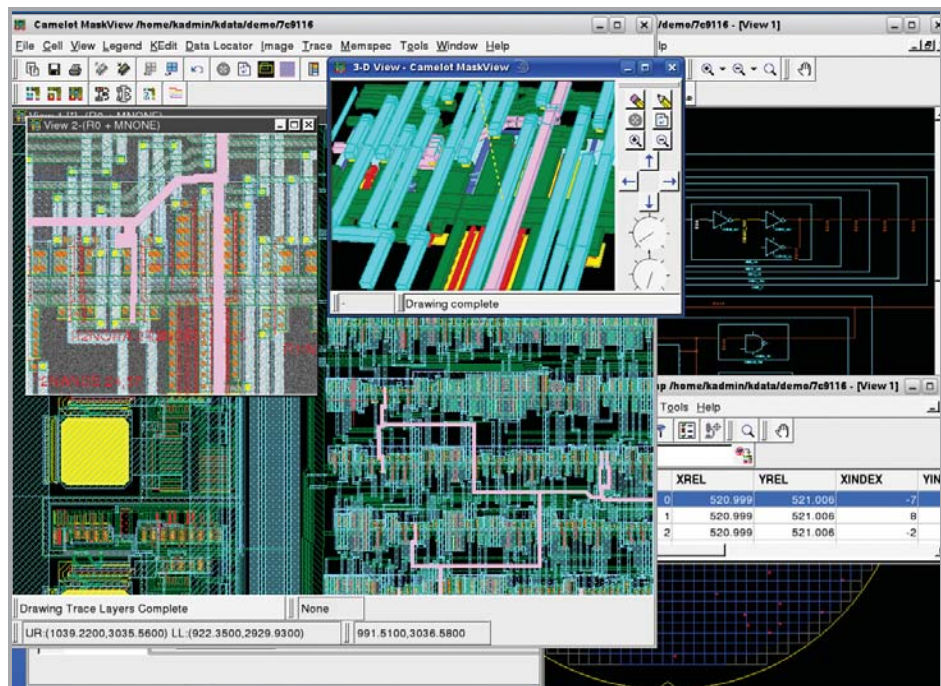 Camelot MaskView /home/kadmin/kdata/demo/7c9116
/demo/7c9116 - [View 1]
File Cell View Legend KEdit Data Locator Image Trace Memspec Tools Window Help
lp
3-D View - Camelot MaskView
View 2-(R0 + MNONE)
Drawing complete
p /home/kadmin/kdata/demo/7c9116 - [View 1]
Tools Help
XREL YREL XINDEX YIN
0 520.999 521.006 -7
1 520.999 521.006 8
2 520.999 521.006 -2
Drawing Trace Layers Complete
None
UR:(1039.2200,3035.5600) LL:(922.3500,2929.9300)
991.5100,3036.5800